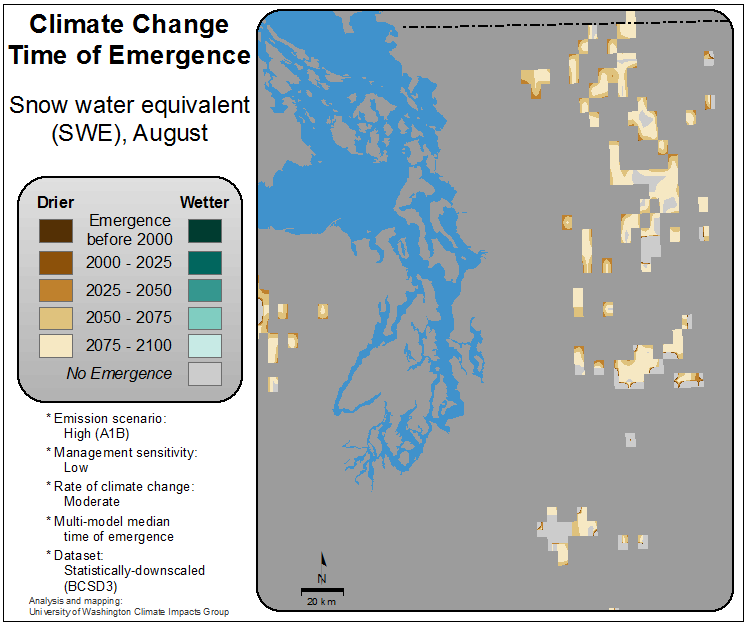 Climate Change
Time of Emergence
Snow water equivalent
(SWE), August
Drier
Wetter
Emergence
before 2000
2000 - 2025
2025 - 2050
2050 - 2075
2075 - 2100
No Emergence
* Emission scenario:
High (A1B)
* Management sensitivity:
Low
* Rate of climate change:
Moderate
* Multi-model median
time of emergence
* Dataset:
Statistically-downscaled
(BCSD3)
Analysis and mapping:
University of Washington Climate Impacts Group
N
20 km